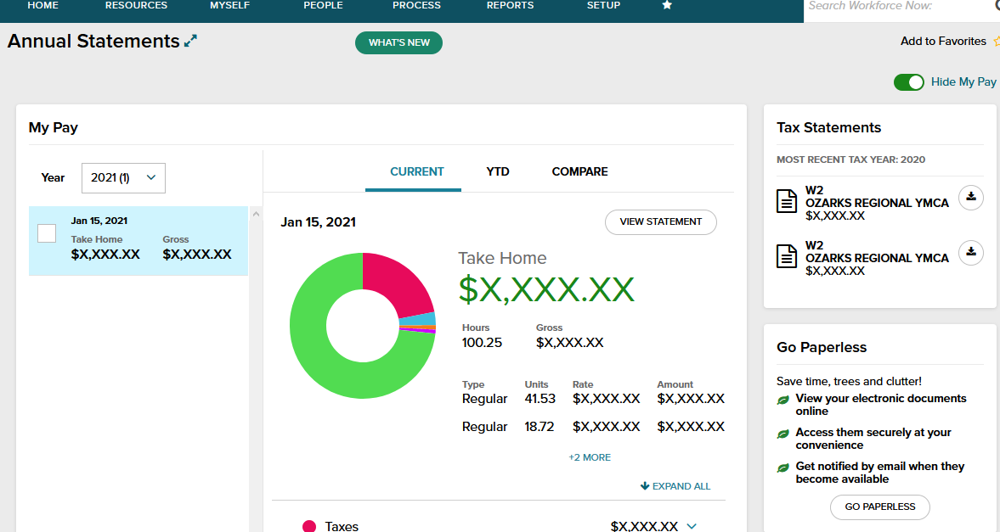 HOME RESOURCES MYSELF PEOPLE PROCESS REPORTS SETUP Search Workforce Now:
Annual Statements WHAT'S NEW Add to Favorites
Hide My Pay
My Pay
Year 2021 (1)
Jan 15, 2021
Take Home Gross
$X,XXX.XX $X,XXX.XX
CURRENT YTD COMPARE
Jan 15, 2021 VIEW STATEMENT
Take Home
$X,XXX.XX
Hours Gross
100.25 $X,XXX.XX
Type Units Rate Amount
Regular 41.53 $X,XXX.XX $X,XXX.XX
Regular 18.72 $X,XXX.XX $X,XXX.XX
+2 MORE
EXPAND ALL
Taxes $X,XXX.XX
Tax Statements
MOST RECENT TAX YEAR: 2020
W2
OZARKS REGIONAL YMCA
$X,XXX.XX
W2
OZARKS REGIONAL YMCA
$X,XXX.XX
Go Paperless
Save time, trees and clutter!
View your electronic documents
online
Access them securely at your
convenience
Get notified by email when they
become available
GO PAPERLESS